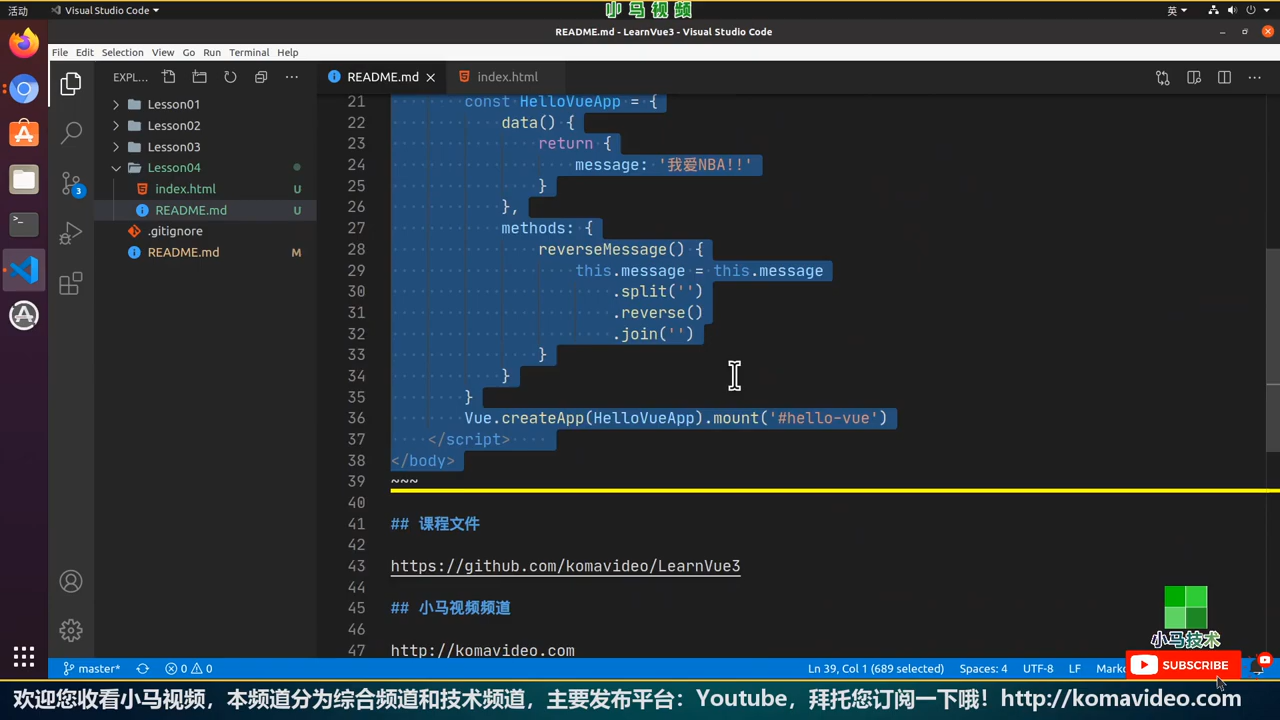 活动
Visual Studio Code
小马视频
英
README.md - LearnVue3 - Visual Studio Code
File Edit Selection View Go Run Terminal Help
EXPL...
README.md
index.html
Lesson01
Lesson02
Lesson03
Lesson04
index.html U
README.md U
.gitignore
README.md M
3
21 const HelloVueApp = {
22 data() {
23 return {
24 message: '我爱NBA!!'
25 }
26 },
27 methods: {
28 reverseMessage() {
29 this.message = this.message
30 .split('')
31 .reverse()
32 .join('')
33 }
34 }
35 }
36 Vue.createApp(HelloVueApp).mount('#hello-vue')
37 </script>
38 </body>
39 ~~~
40
41 ## 课程文件
42
43 https://github.com/komavideo/LearnVue3
44
45 ## 小马视频频道
46
47 http://komavideo.com
小马技术
SUBSCRIBE
master* 0 0 Ln 39, Col 1 (689 selected) Spaces: 4 UTF-8 LF
欢迎您收看小马视频，本频道分为综合频道和技术频道，主要发布平台：Youtube，拜托您订阅一下哦！http://komavideo.com